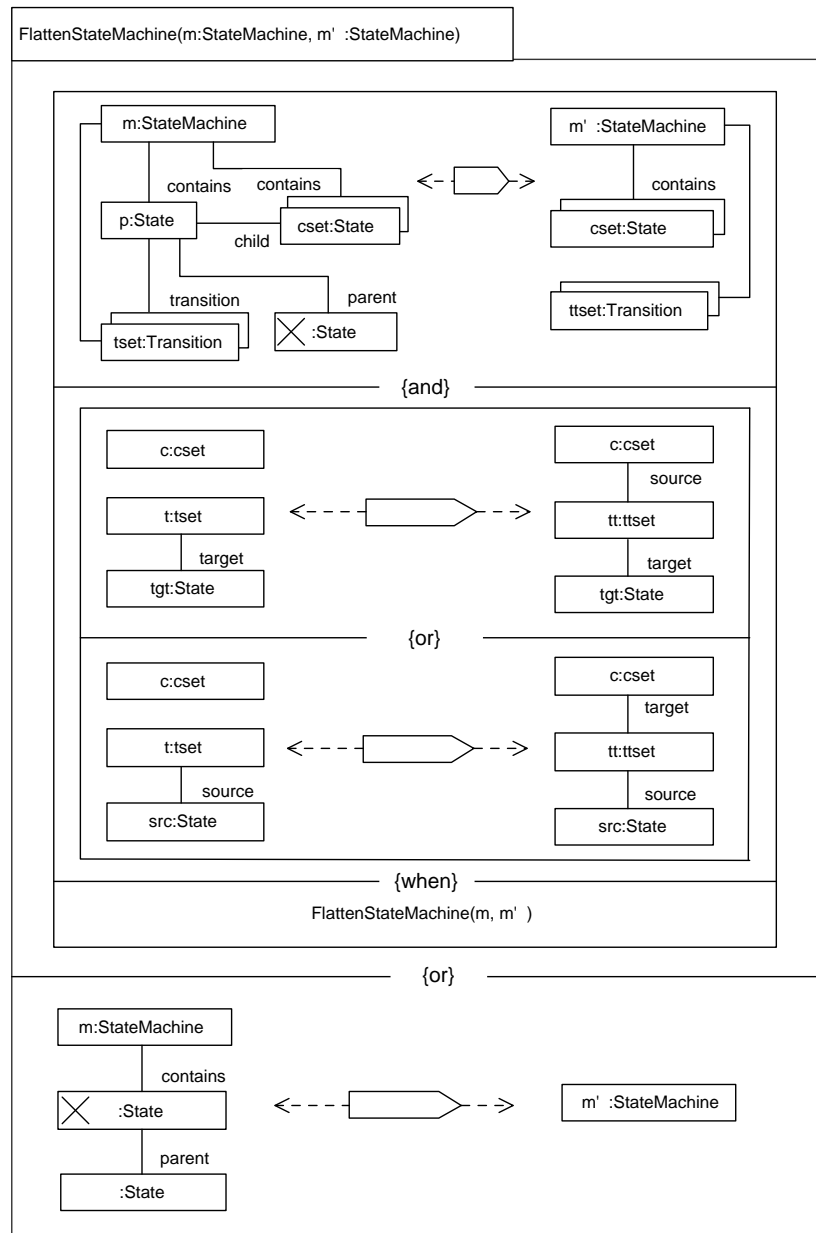 FlattenStateMachine(m:StateMachine, m' :StateMachine)
m:StateMachine
m' :StateMachine
contains
contains
contains
p:State
cset:State
cset:State
child
transition
parent
tset:Transition
:State
ttset:Transition
{and}
c:cset
c:cset
source
t:tset
tt:ttset
target
target
tgt:State
tgt:State
{or}
c:cset
c:cset
target
t:tset
tt:ttset
source
source
src:State
src:State
{when}
FlattenStateMachine(m, m' )
{or}
m:StateMachine
contains
:State
m' :StateMachine
parent
:State